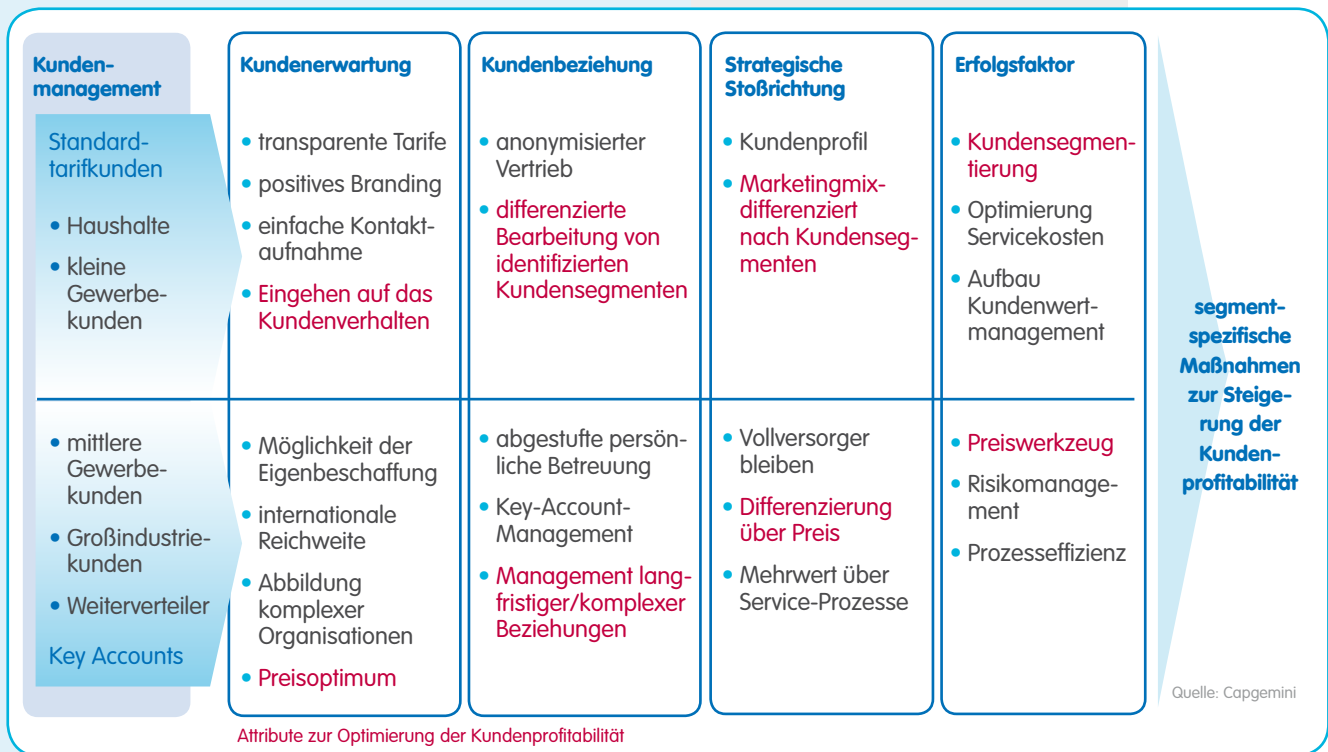 Kunden-
management
Kundenerwartung
Kundenbeziehung
Strategische
Stoßrichtung
Erfolgsfaktor
Standard-
tarifkunden
• Haushalte
• kleine
Gewerbe-
kunden
• transparente Tarife
• positives Branding
• einfache Kontakt-
aufnahme
• Eingehen auf das
Kundenverhalten
• anonymisierter
Vertrieb
• differenzierte
Bearbeitung von
identifizierten
Kundensegmenten
• Kundenprofil
• Marketingmix-
differenziert
nach Kundenseg-
menten
• Kundensegmen-
tierung
• Optimierung
Servicekosten
• Aufbau
Kundenwert-
management
• mittlere
Gewerbe-
kunden
• Großindustrie-
kunden
• Weiterverteiler
Key Accounts
• Möglichkeit der
Eigenbeschaffung
• internationale
Reichweite
• Abbildung
komplexer
Organisationen
• Preisoptimum
• abgestufte persön-
liche Betreuung
• Key-Account-
Management
• Management lang-
fristiger/komplexer
Beziehungen
• Vollversorger
bleiben
• Differenzierung
über Preis
• Mehrwert über
Service-Prozesse
• Preiswerkzeug
• Risikomanage-
ment
• Prozesseffizienz
segment-
spezifische
Maßnahmen
zur Steige-
rung der
Kunden-
profitabilität
Quelle: Capgemini
Attribute zur Optimierung der Kundenprofitabilität